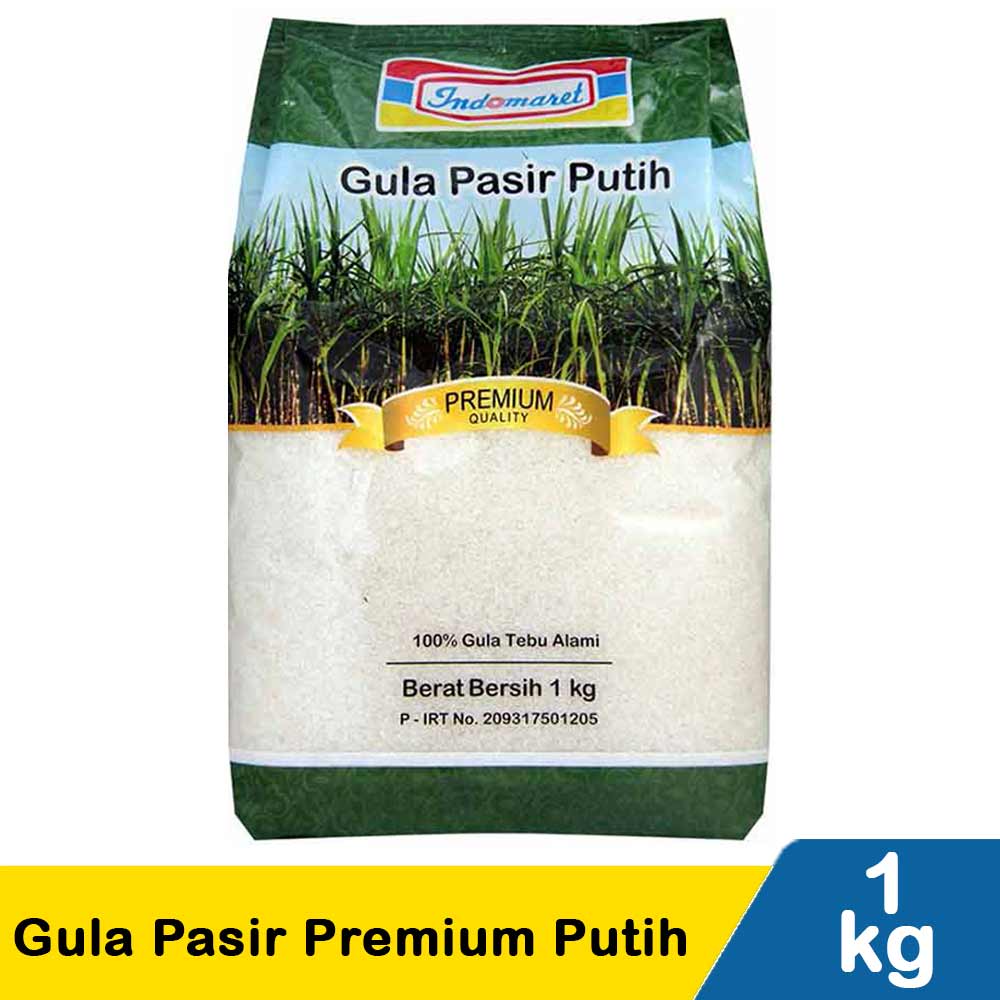 Indomaret
Gula Pasir Putih
PREMIUM
QUALITY
100% Gula Tebu Alami
Berat Bersih 1 kg
P - IRT No. 209317501205
Gula Pasir Premium Putih
1
kg